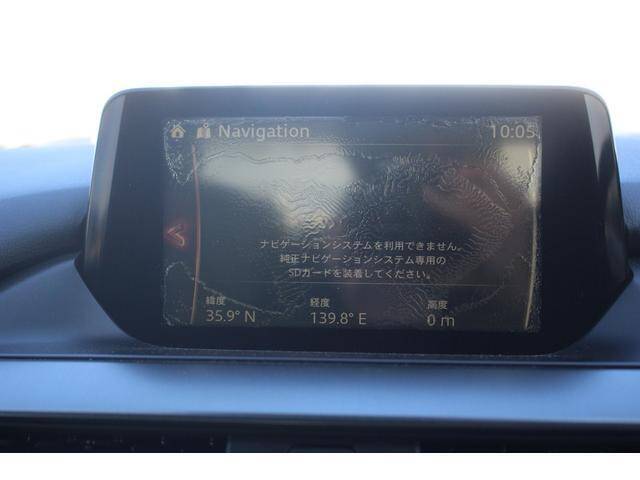 Navigation 10:05
ナビゲーションシステムを利用できません。
純正ナビゲーションシステム専用の
SDカードを装着してください。
緯度 経度 高度
35.9° N 139.8° E 0 m